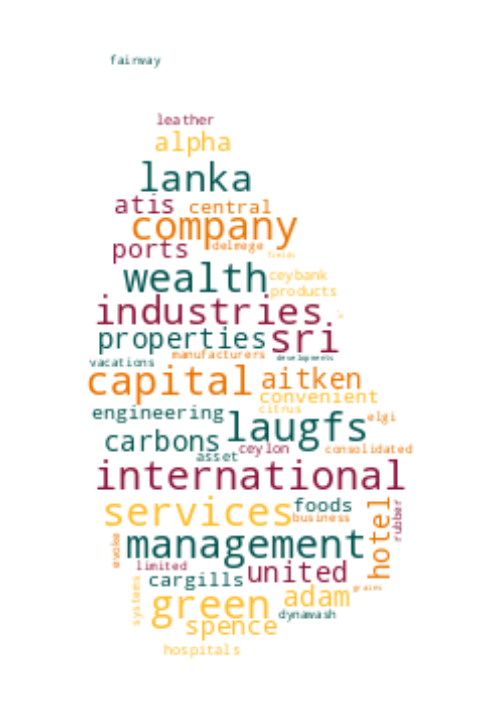 fairway
leather
alpha
lanka
atis central
company
ports delmege
fields
wealth ceybank
products
industries
properties sri
manufacturers developments
vacations
capital aitken
convenient
engineering citrus
laugfs elgi
carbons ceylon consolidated
asset
international
services foods
business
hotel
rubber
management
evoke
limited united
cargills
systems
green adam grains
spence dynawash
hospitals